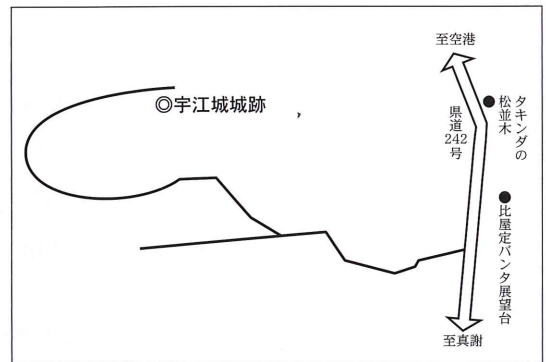 至空港
◎宇江城城跡
県道242号
●タキンダの
松並木
●比屋定バンタ展望台
至真謝